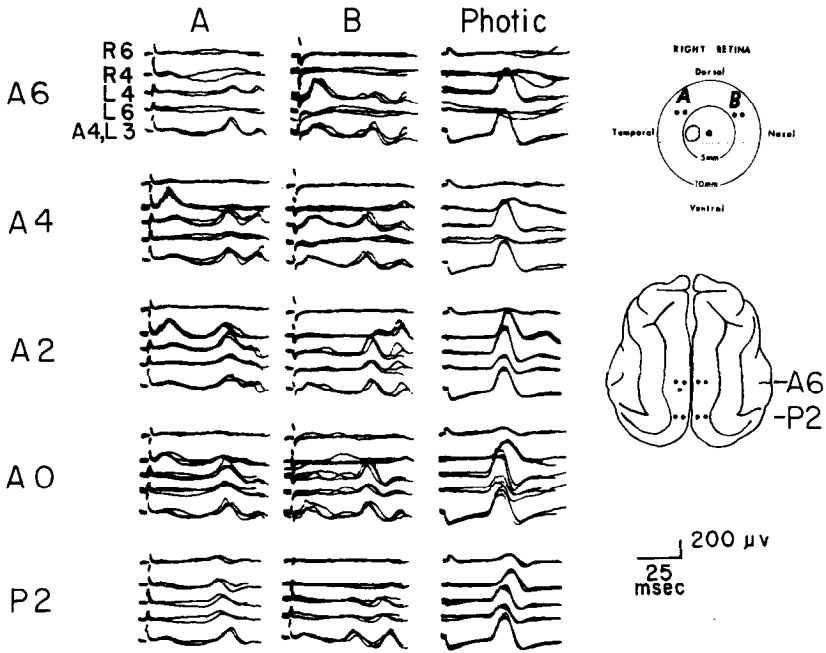 A B Photic
R6
R4
A6 L4
L6
A4,L3
A4
A2
A0
P2
RIGHT RETINA
Dorsal
A B
Temporal Nasal
5mm
10mm
Ventral
A6
P2
200 μv
25
msec